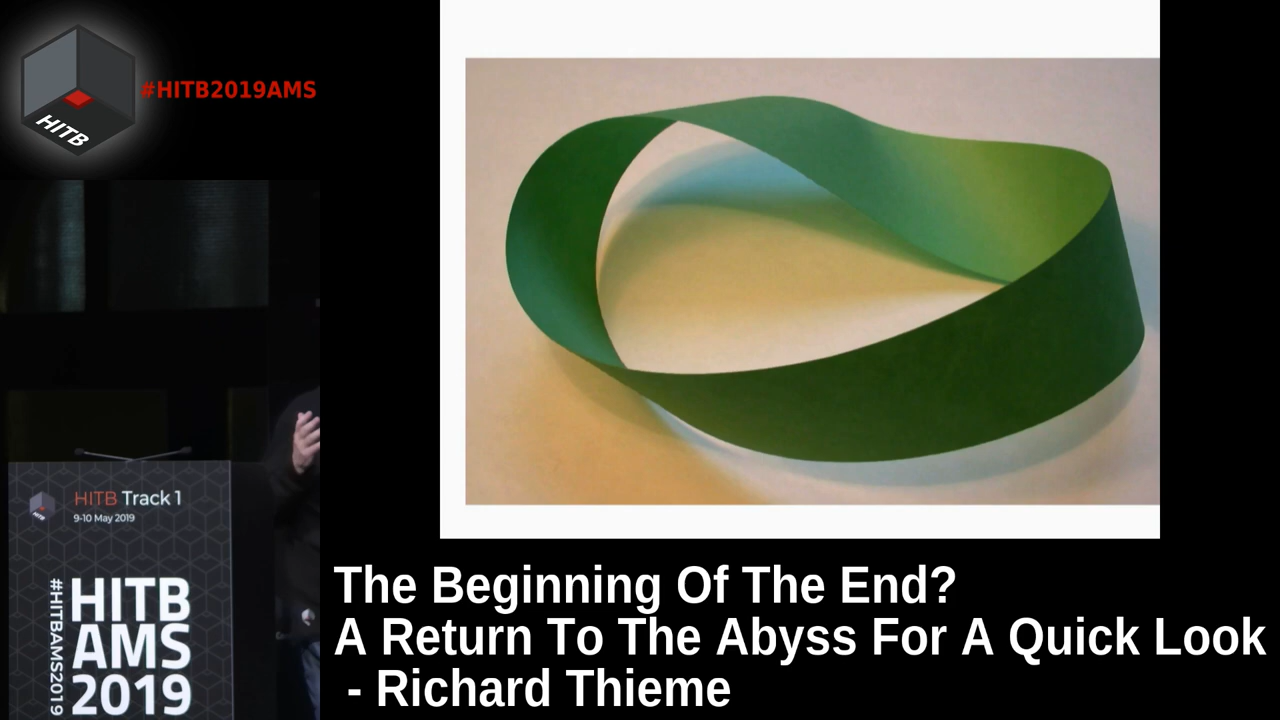 #HITB2019AMS
HITB
HITB Track 1
9-10 May 2019
HITB
#HITBAMS2019
HITB
AMS
2019
The Beginning Of The End?
A Return To The Abyss For A Quick Look
- Richard Thieme